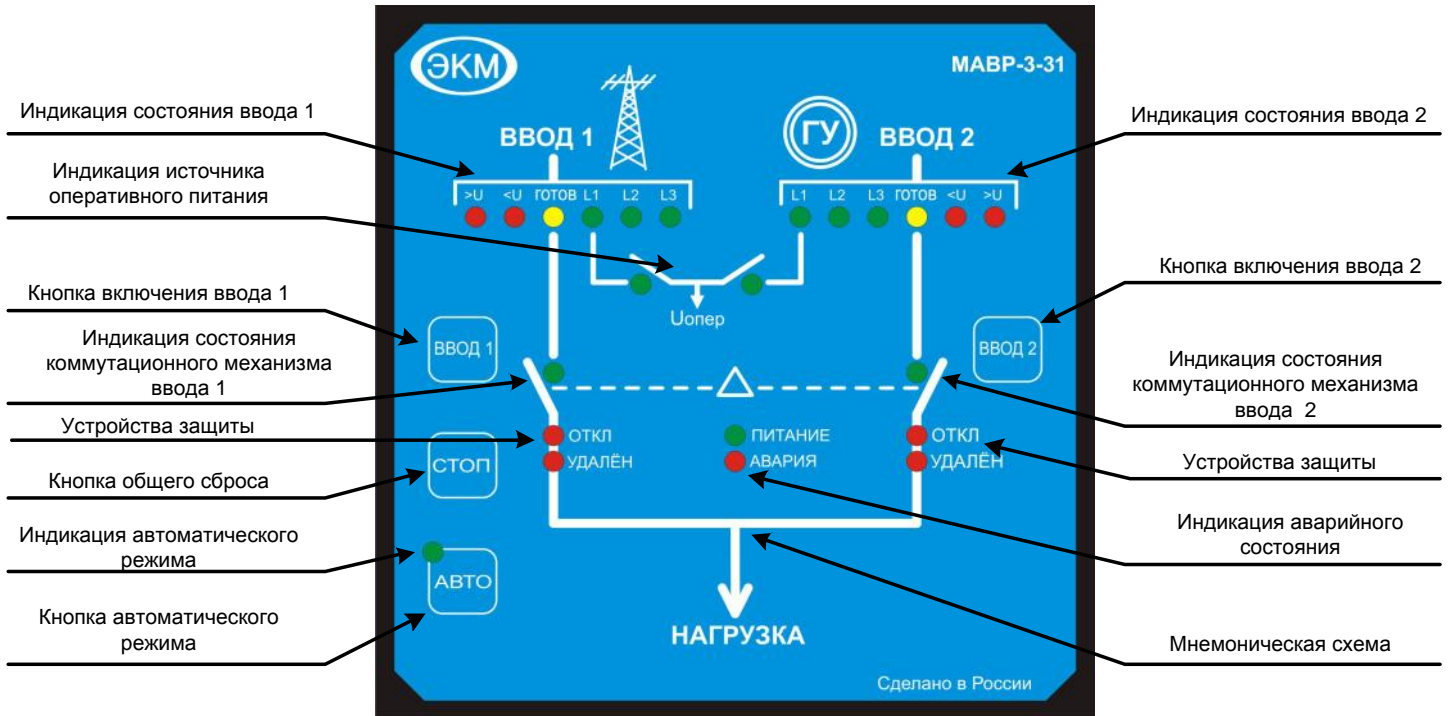 ЭКМ
МАВР-3-31
Индикация состояния ввода 1
Индикация источника
оперативного питания
Кнопка включения ввода 1
Индикация состояния
коммутационного механизма
ввода 1
Устройства защиты
Кнопка общего сброса
Индикация автоматического
режима
Кнопка автоматического
режима
ВВОД 1
ГУ
ВВОД 2
>U <U ГОТОВ L1 L2 L3
L1 L2 L3 ГОТОВ <U >U
Uопер
ВВОД 1
ВВОД 2
ОТКЛ
УДАЛЁН
ПИТАНИЕ
АВАРИЯ
ОТКЛ
УДАЛЁН
СТОП
АВТО
НАГРУЗКА
Сделано в России
Индикация состояния ввода 2
Кнопка включения ввода 2
Индикация состояния
коммутационного механизма
ввода 2
Устройства защиты
Индикация аварийного
состояния
Мнемоническая схема